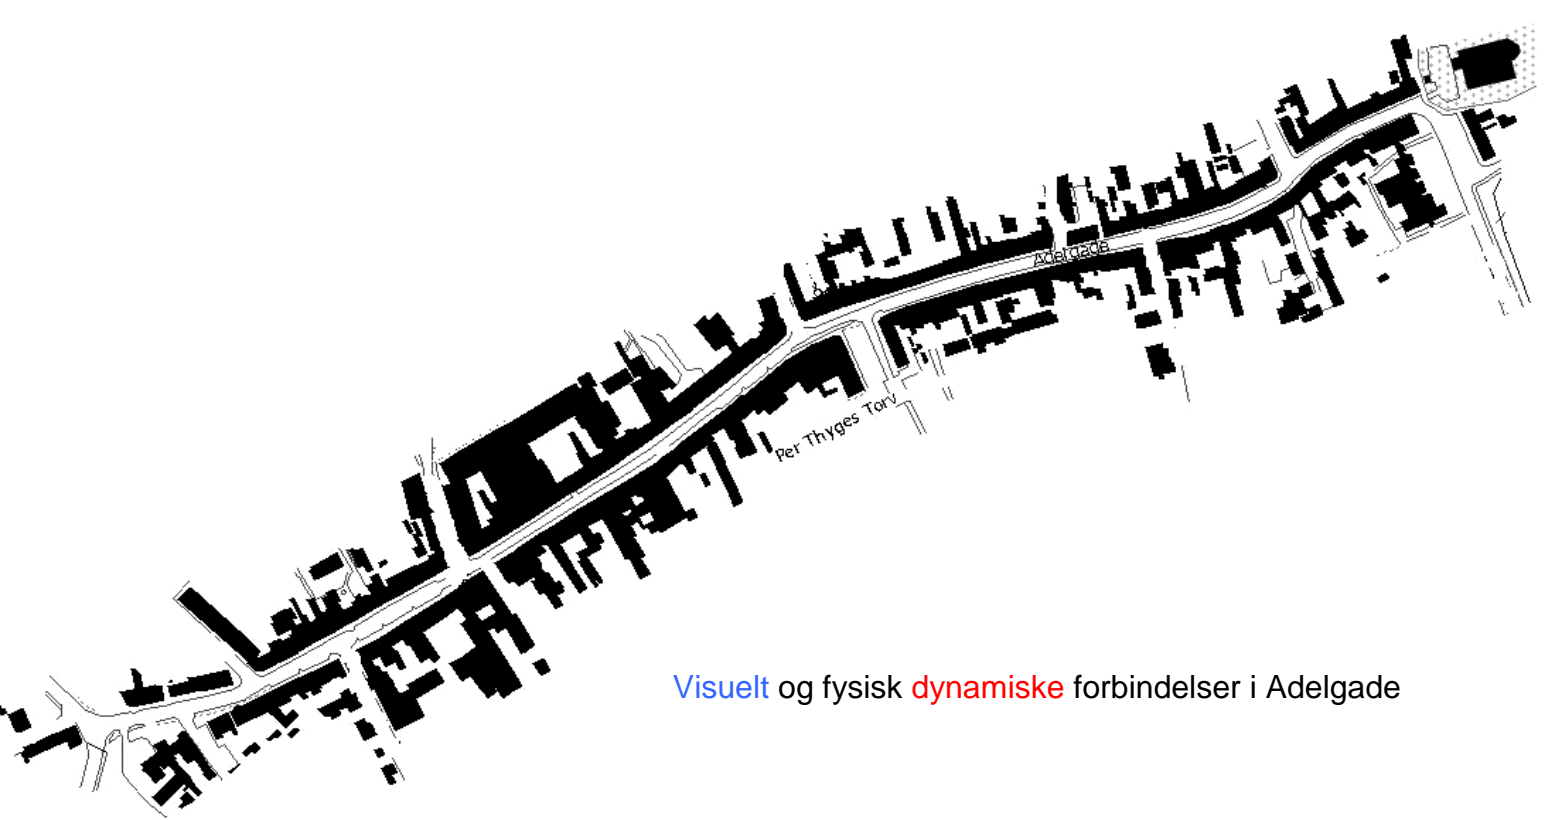 Adelgade
Per Thyges Torv
Visuelt og fysisk dynamiske forbindelser i Adelgade